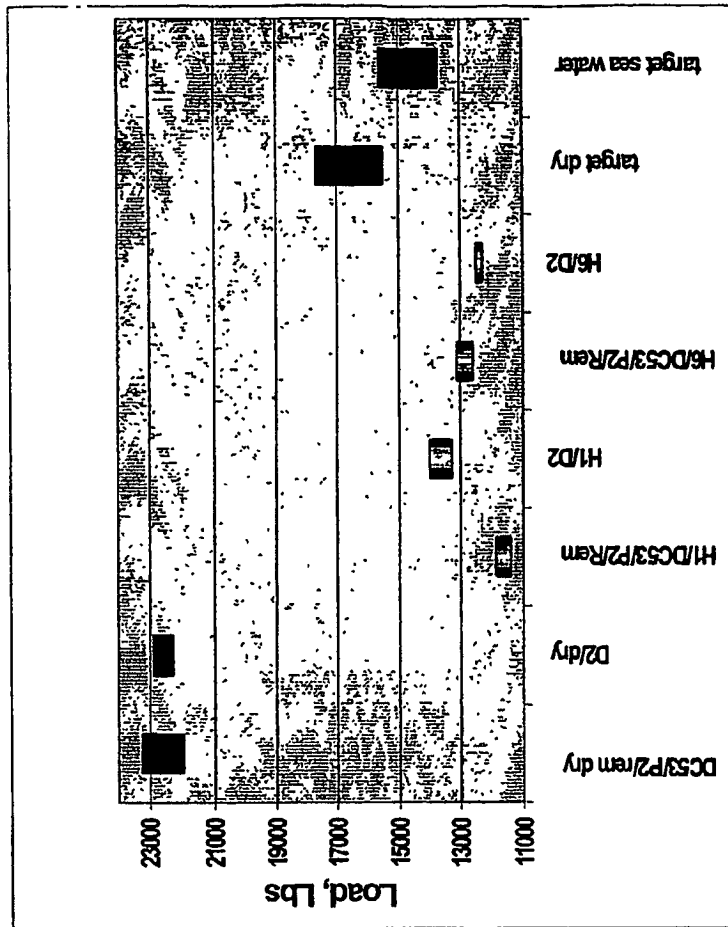 Load, Lbs
23000
21000
19000
17000
15000
13000
11000
DC53/P2/rem dry
D2/dry
H1/DC53/P2/Rem
H1/D2
H6/DC53/P2/Rem
H6/D2
target dry
target sea water